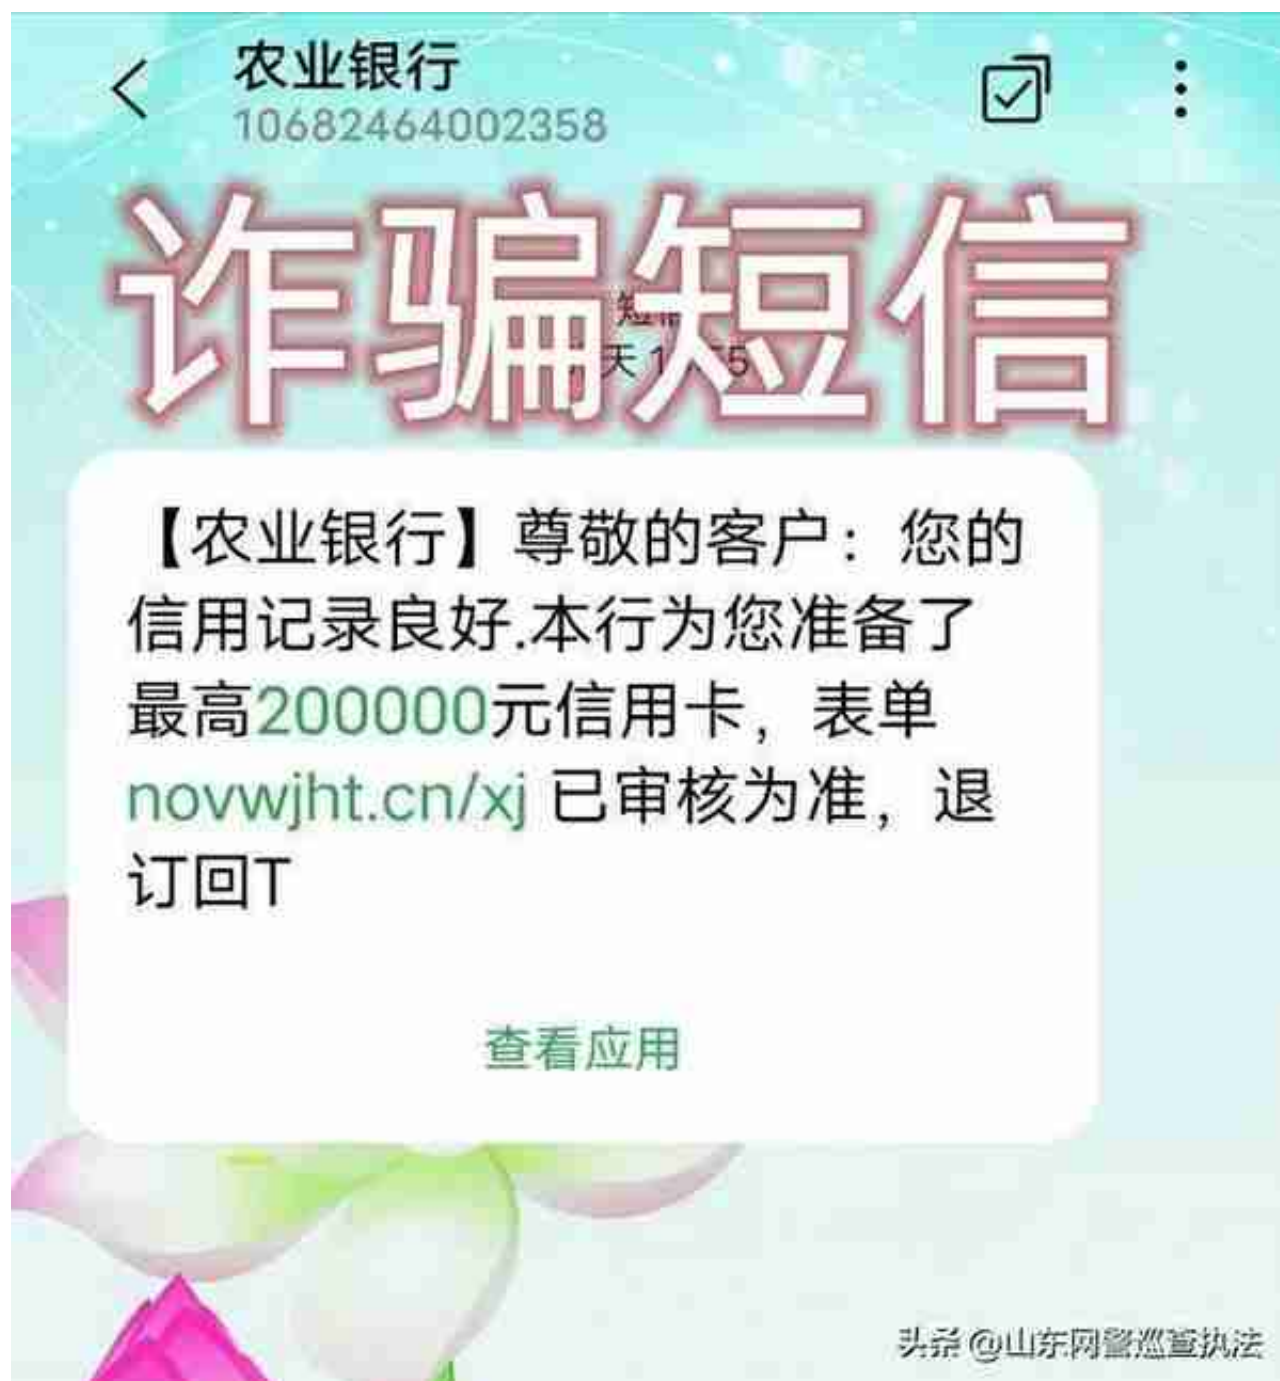 农业银行
10682464002358
诈骗短信
【农业银行】尊敬的客户：您的
信用记录良好.本行为您准备了
最高200000元信用卡，表单
novwjht.cn/xj 已审核为准，退
订回T
查看应用
头条 @山东网警巡查执法